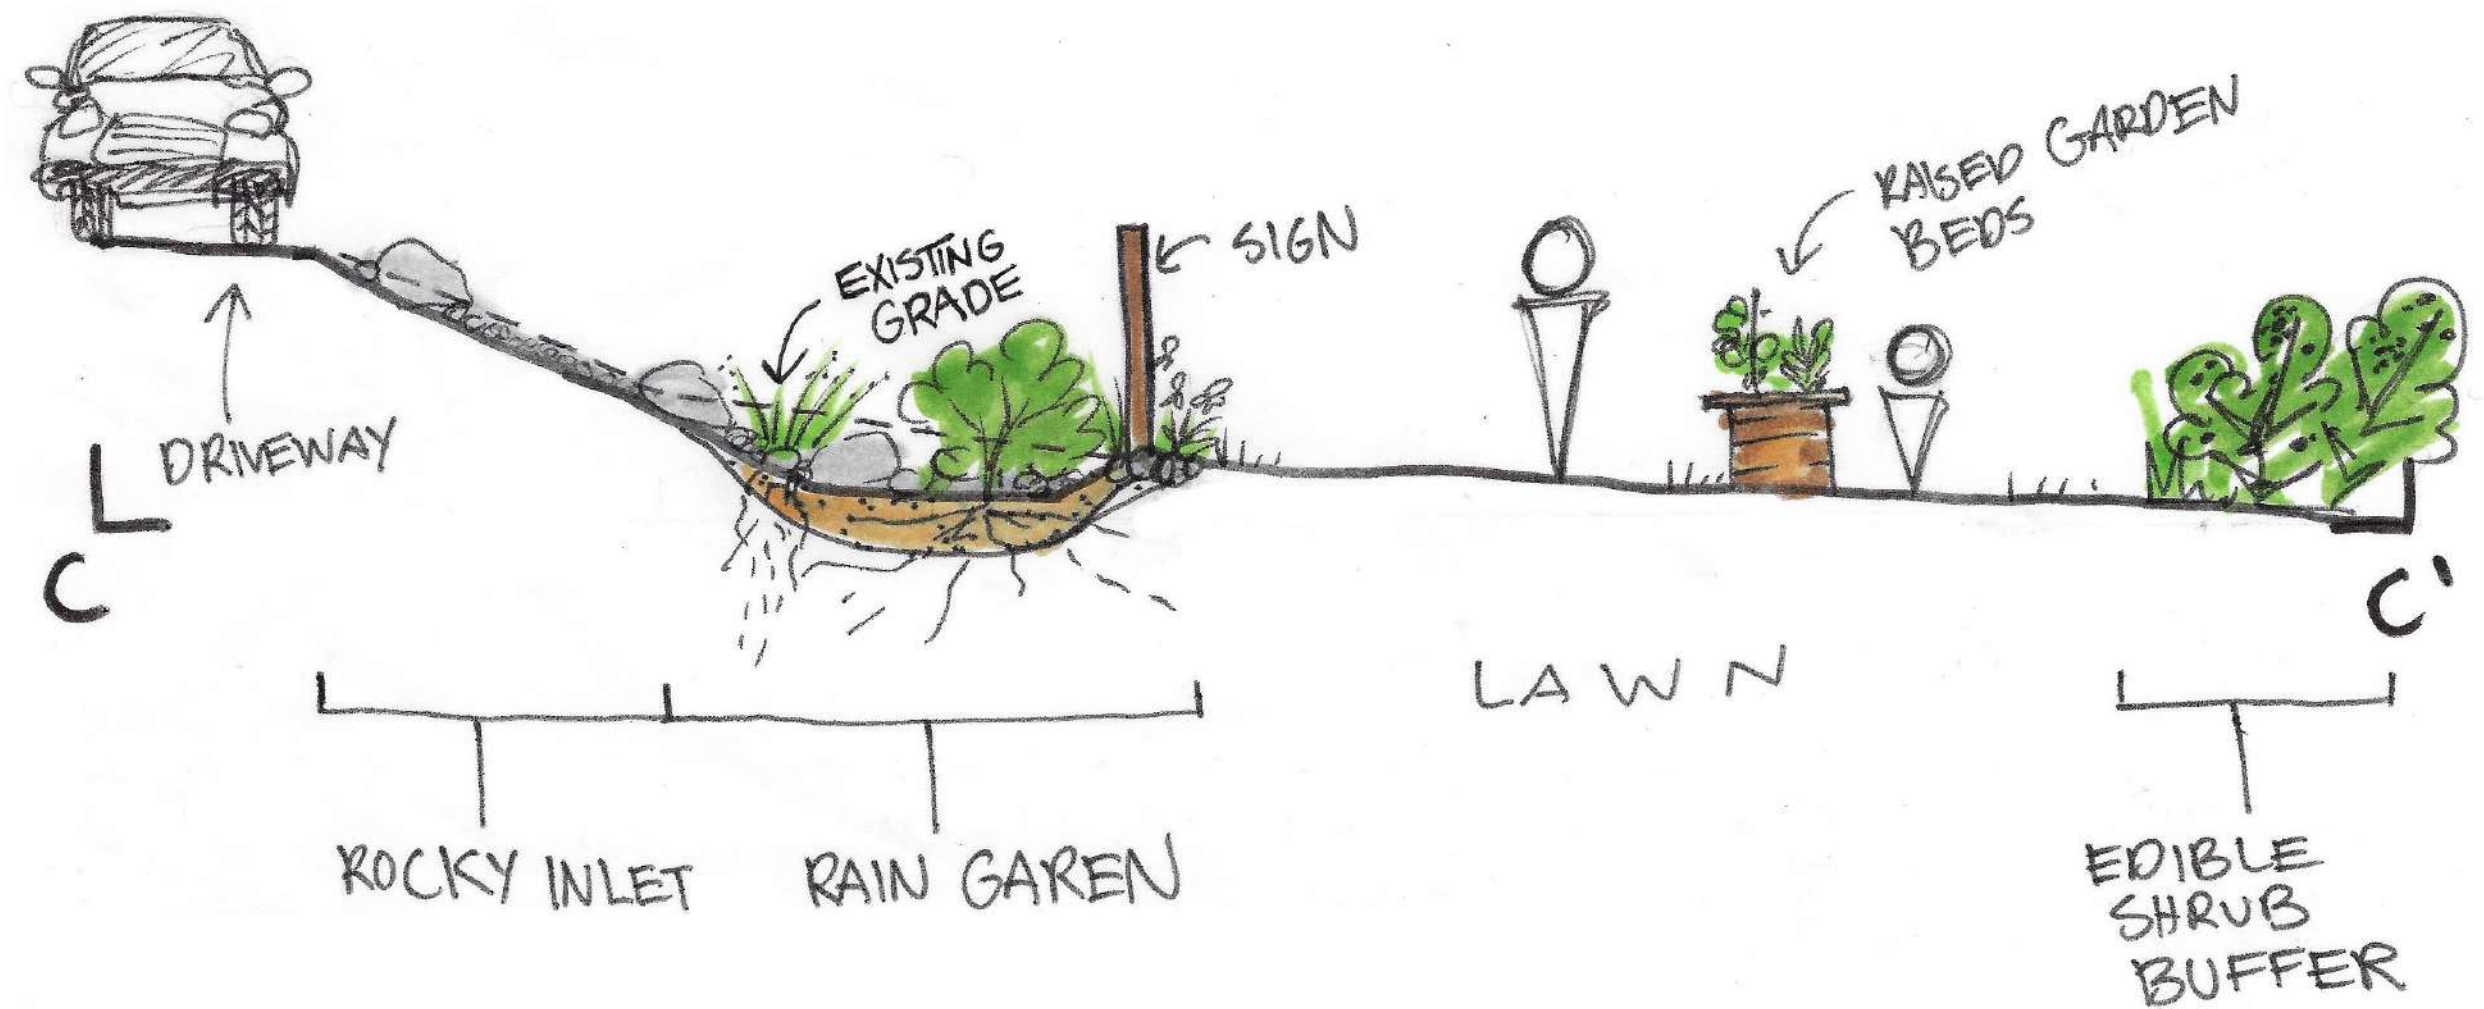 RAISED GARDEN
BEDS
SIGN
EXISTING
GRADE
DRIVEWAY
C
C'
LAWN
ROCKY INLET
RAIN GAREN
EDIBLE
SHRUB
BUFFER